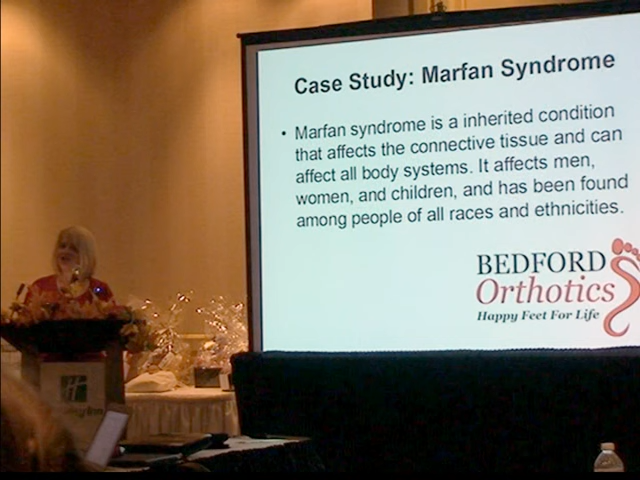 Case Study: Marfan Syndrome
• Marfan syndrome is a inherited condition
that affects the connective tissue and can
affect all body systems. It affects men,
women, and children, and has been found
among people of all races and ethnicities.
BEDFORD
Orthotics
Happy Feet For Life
Inn